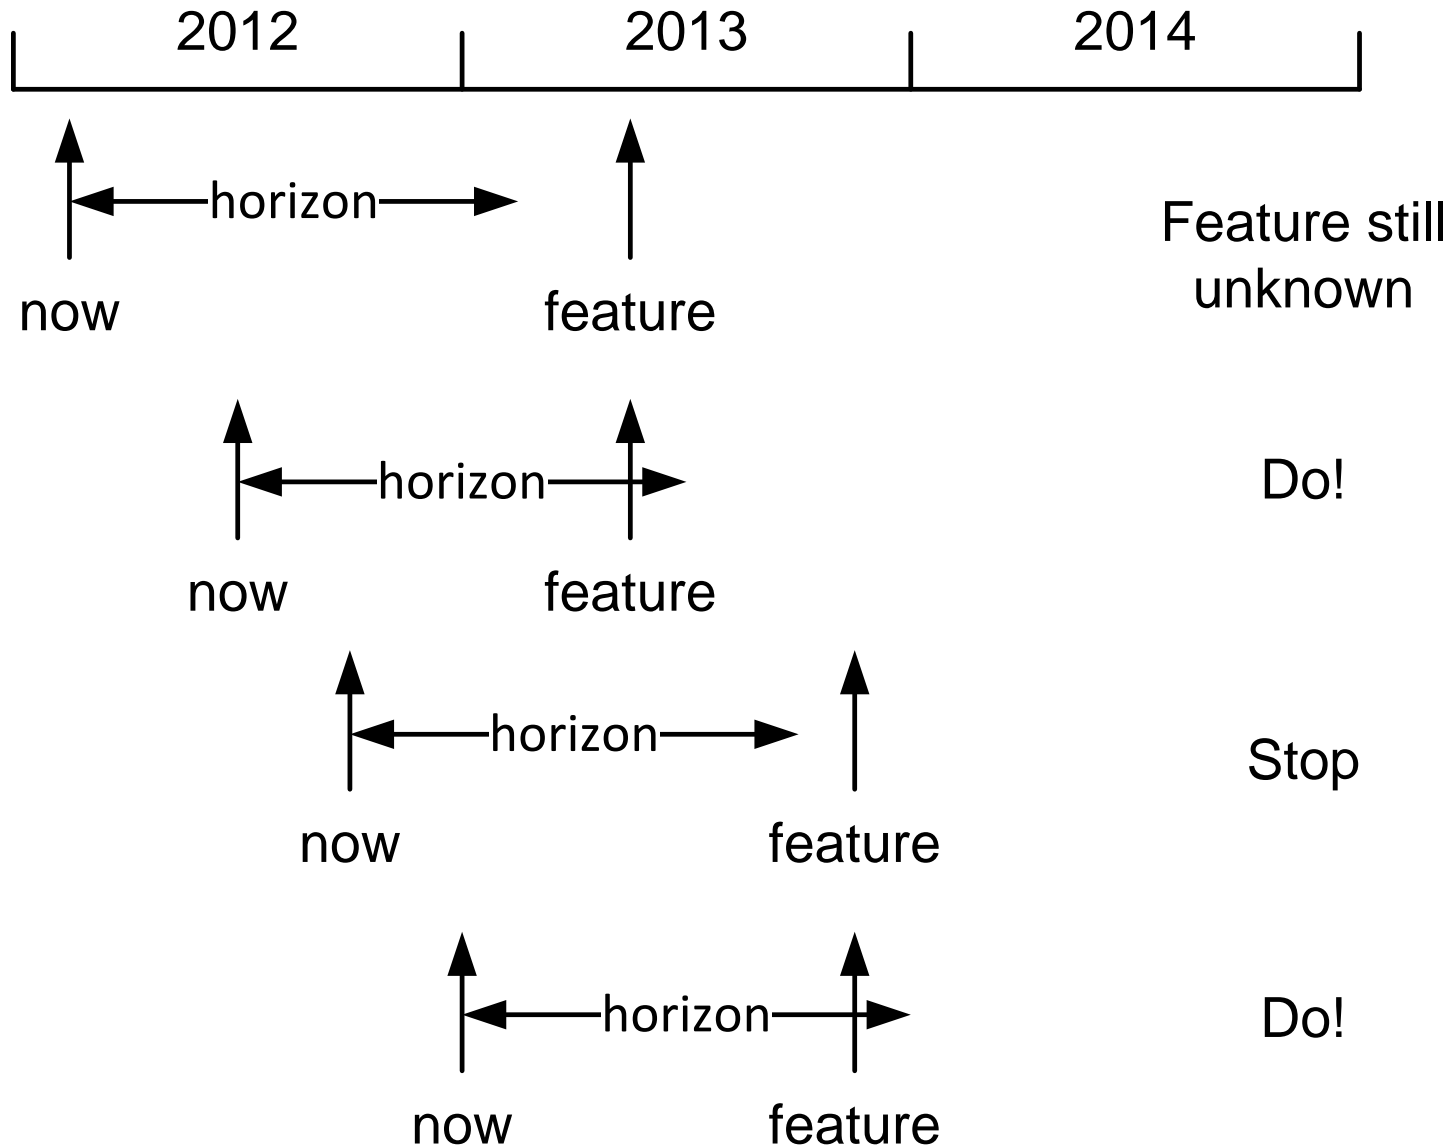 2012 2013 2014
horizon
Feature still
unknown
now feature
horizon
Do!
now feature
horizon
Stop
now feature
horizon
Do!
now feature